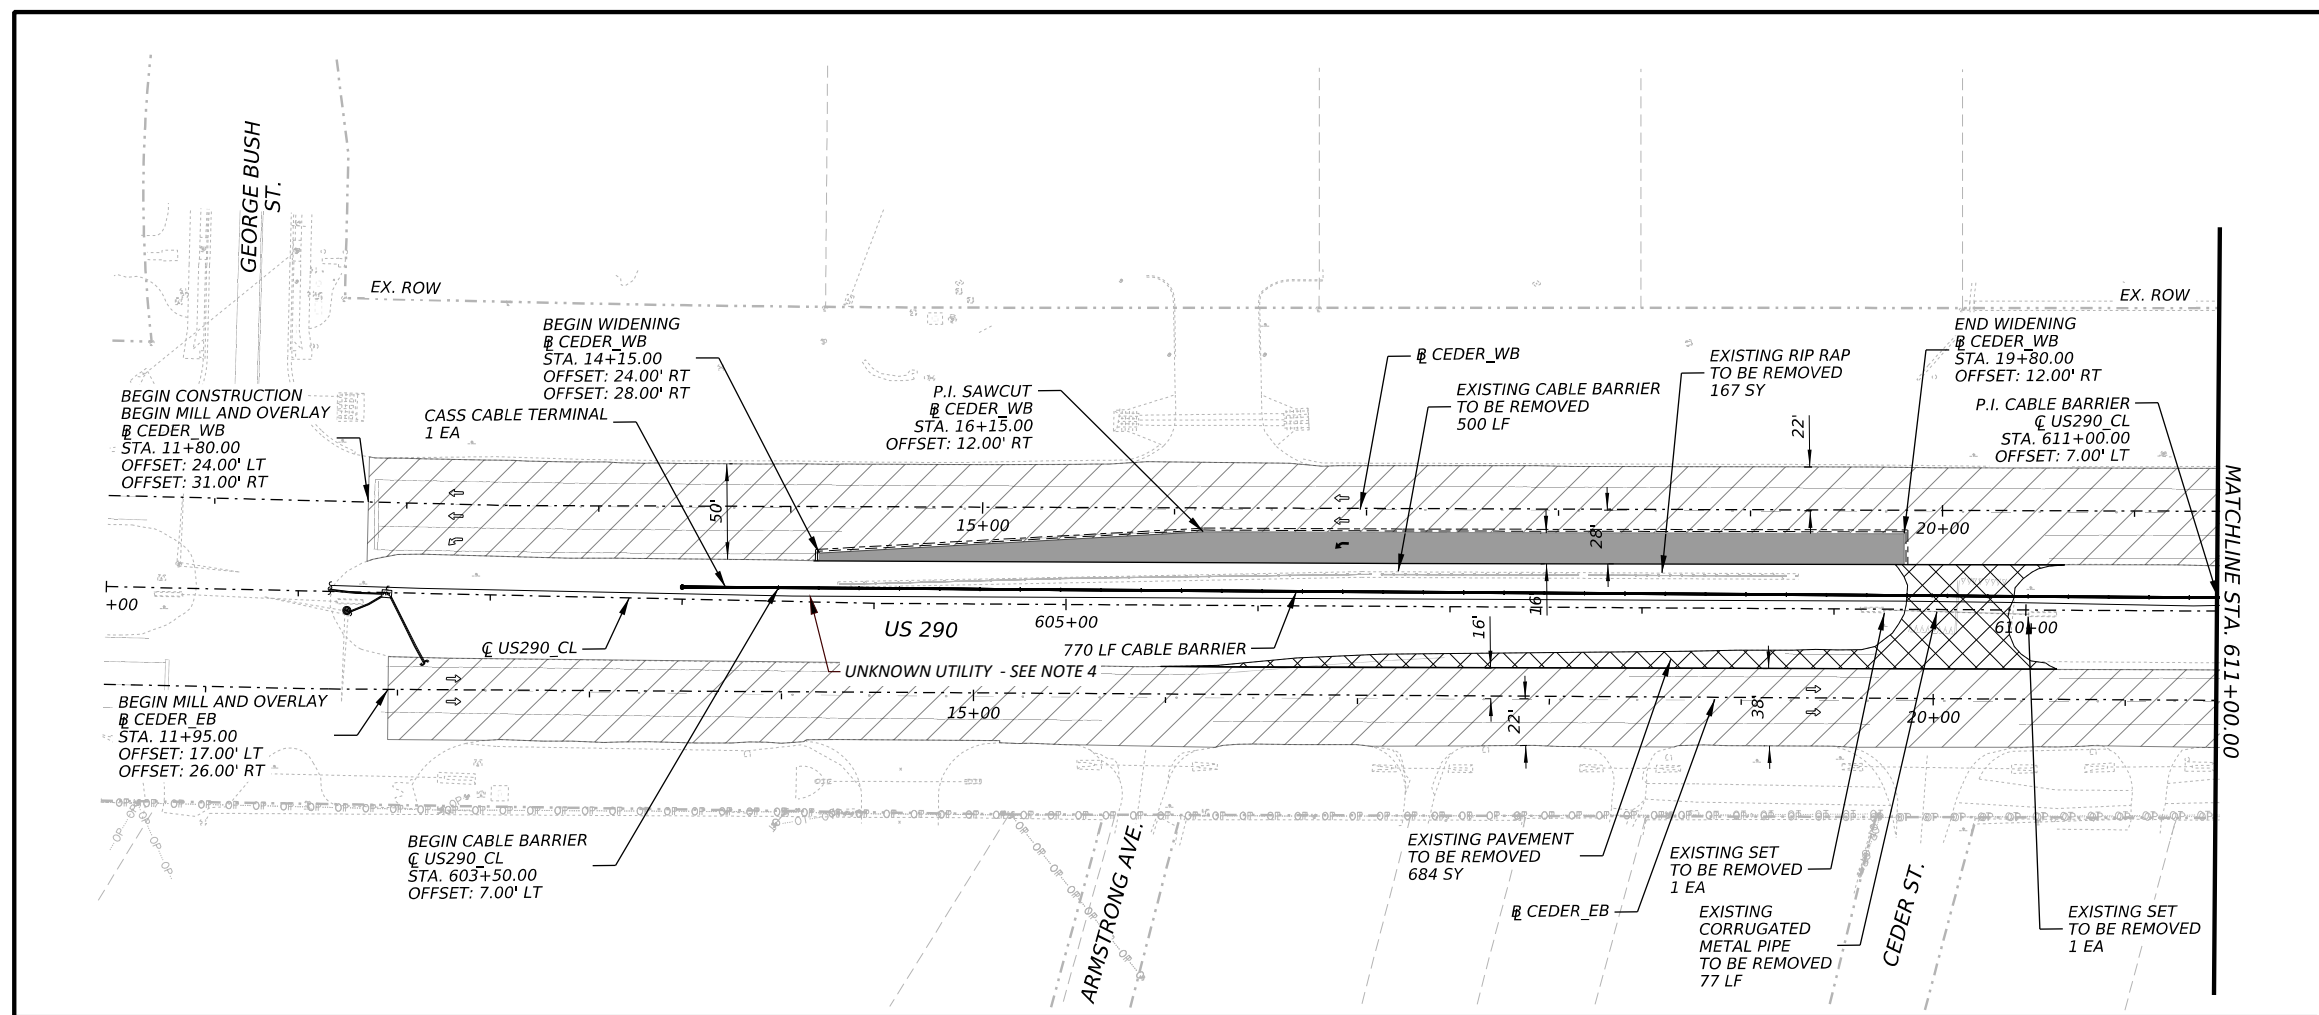 GEORGE BUSH
ST.
EX. ROW
EX. ROW
BEGIN WIDENING
℄ CEDER_WB
STA. 14+15.00
OFFSET: 24.00' RT
OFFSET: 28.00' RT
END WIDENING
℄ CEDER_WB
STA. 19+80.00
OFFSET: 12.00' RT
℄ CEDER_WB
EXISTING RIP RAP
TO BE REMOVED
167 SY
BEGIN CONSTRUCTION
BEGIN MILL AND OVERLAY
℄ CEDER_WB
STA. 11+80.00
OFFSET: 24.00' LT
OFFSET: 31.00' RT
CASS CABLE TERMINAL
1 EA
P.I. SAWCUT
℄ CEDER_WB
STA. 16+15.00
OFFSET: 12.00' RT
EXISTING CABLE BARRIER
TO BE REMOVED
500 LF
P.I. CABLE BARRIER
℄ US290_CL
STA. 611+00.00
OFFSET: 7.00' LT
22'
50'
15+00
28'
20+00
MATCHLINE STA. 611+00.00
+00
16'
605+00
610+00
US 290
16'
℄ US290_CL
770 LF CABLE BARRIER
UNKNOWN UTILITY - SEE NOTE 4
BEGIN MILL AND OVERLAY
℄ CEDER_EB
STA. 11+95.00
OFFSET: 17.00' LT
OFFSET: 26.00' RT
15+00
22'
38'
20+00
BEGIN CABLE BARRIER
℄ US290_CL
STA. 603+50.00
OFFSET: 7.00' LT
ARMSTRONG AVE.
EXISTING PAVEMENT
TO BE REMOVED
684 SY
EXISTING SET
TO BE REMOVED
1 EA
℄ CEDER_EB
EXISTING
CORRUGATED
METAL PIPE
TO BE REMOVED
77 LF
CEDER ST.
EXISTING SET
TO BE REMOVED
1 EA